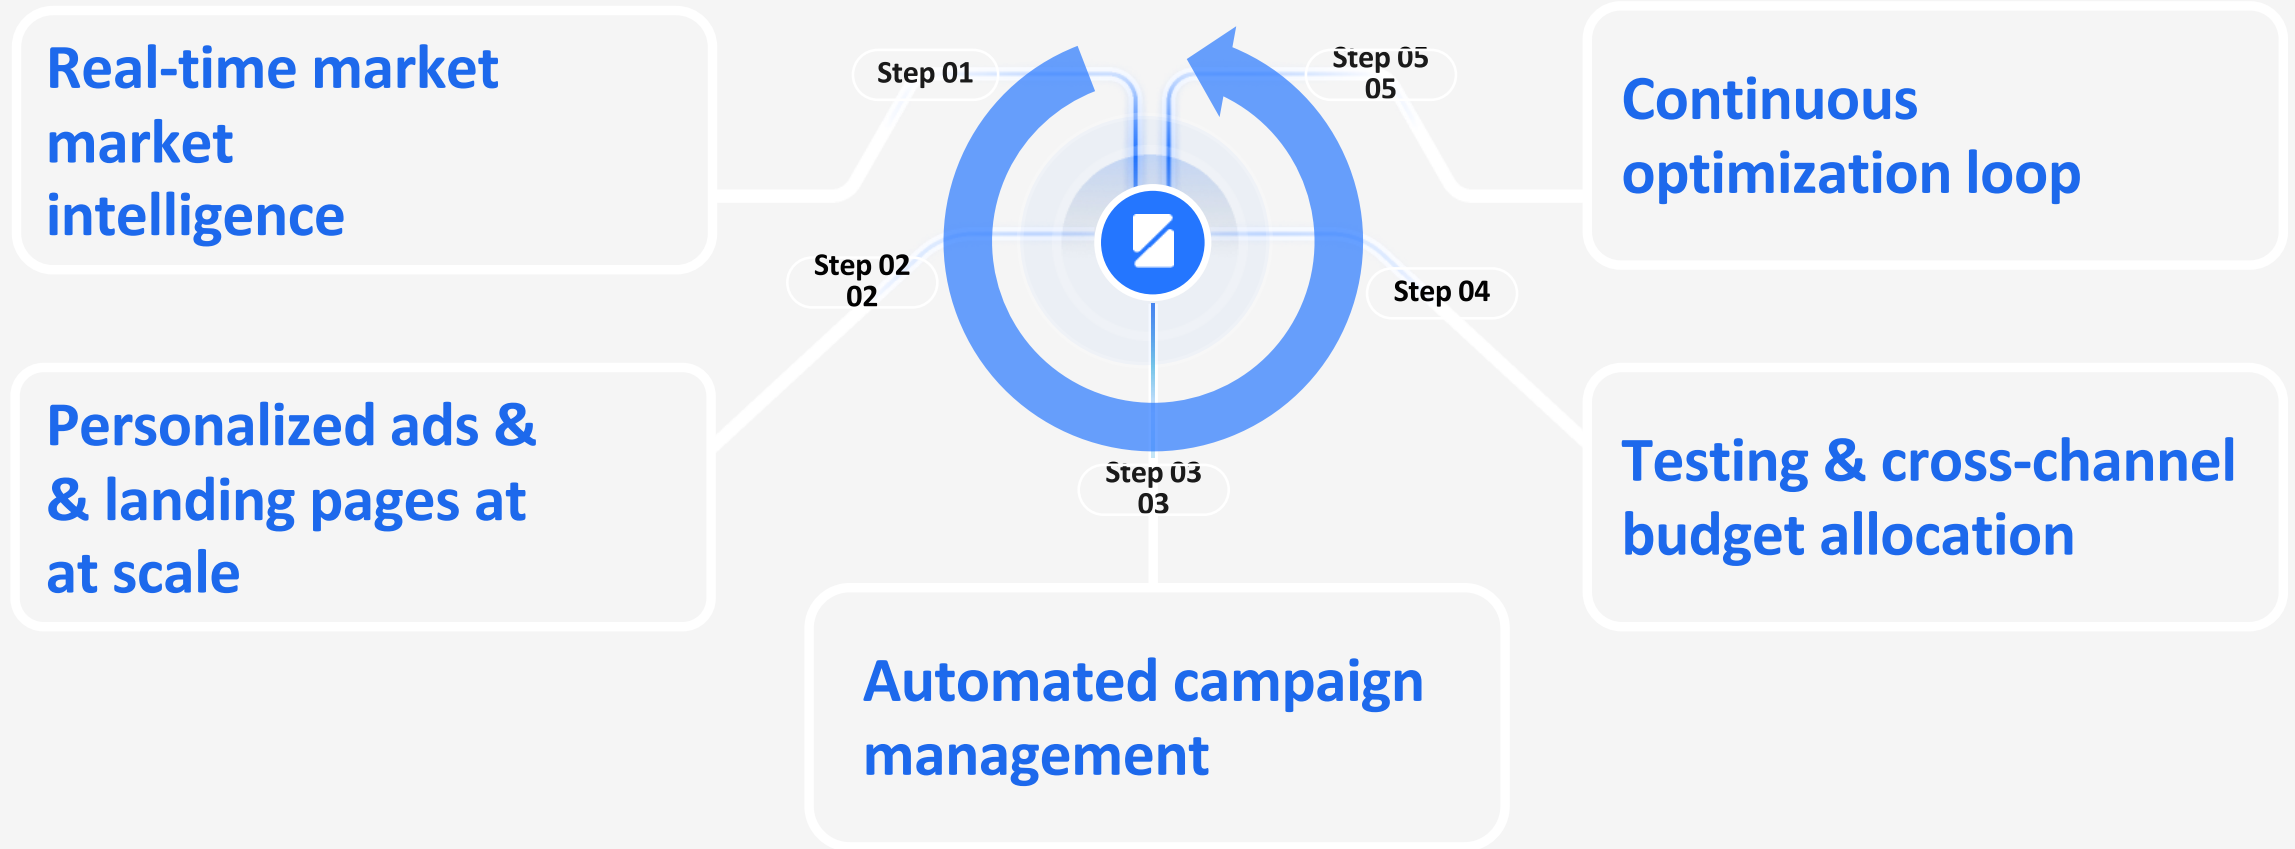 Real-time market
market
intelligence
Step 01
Step 02
02
Personalized ads &
& landing pages at
at scale
Step 03
03
Automated campaign
management
Step 04
Testing & cross-channel
budget allocation
Step 05
05
Continuous
optimization loop